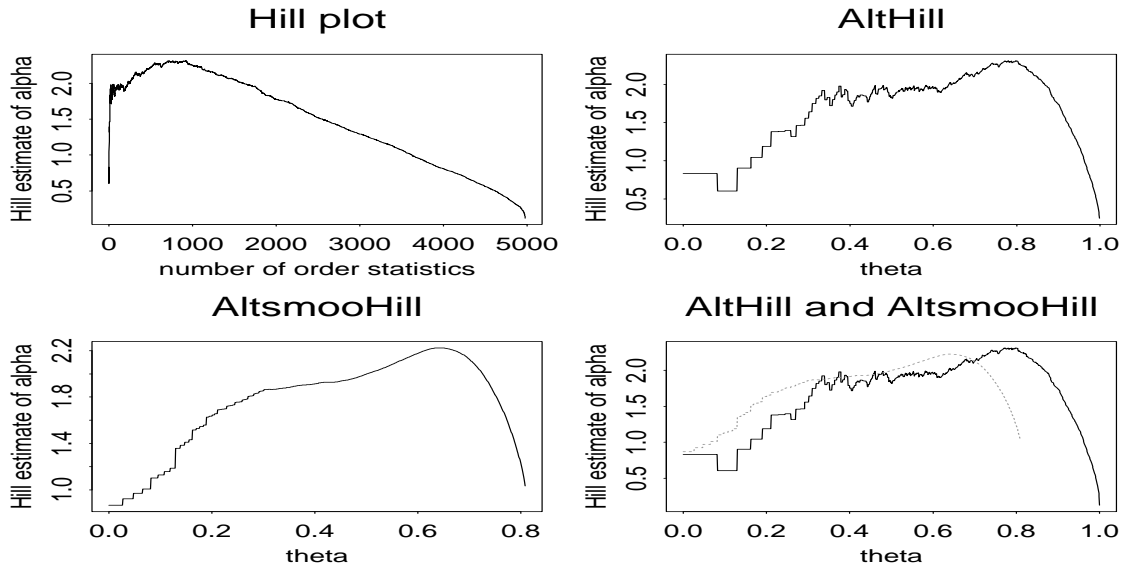 Hill plot
Hill estimate of alpha
0.5 1.0 1.5 2.0
0 1000 2000 3000 4000 5000
number of order statistics
AltHill
Hill estimate of alpha
0.5 1.0 1.5 2.0
0.0 0.2 0.4 0.6 0.8 1.0
theta
AltsmooHill
Hill estimate of alpha
1.0 1.4 1.8 2.2
0.0 0.2 0.4 0.6 0.8
theta
AltHill and AltsmooHill
Hill estimate of alpha
0.5 1.0 1.5 2.0
0.0 0.2 0.4 0.6 0.8 1.0
theta